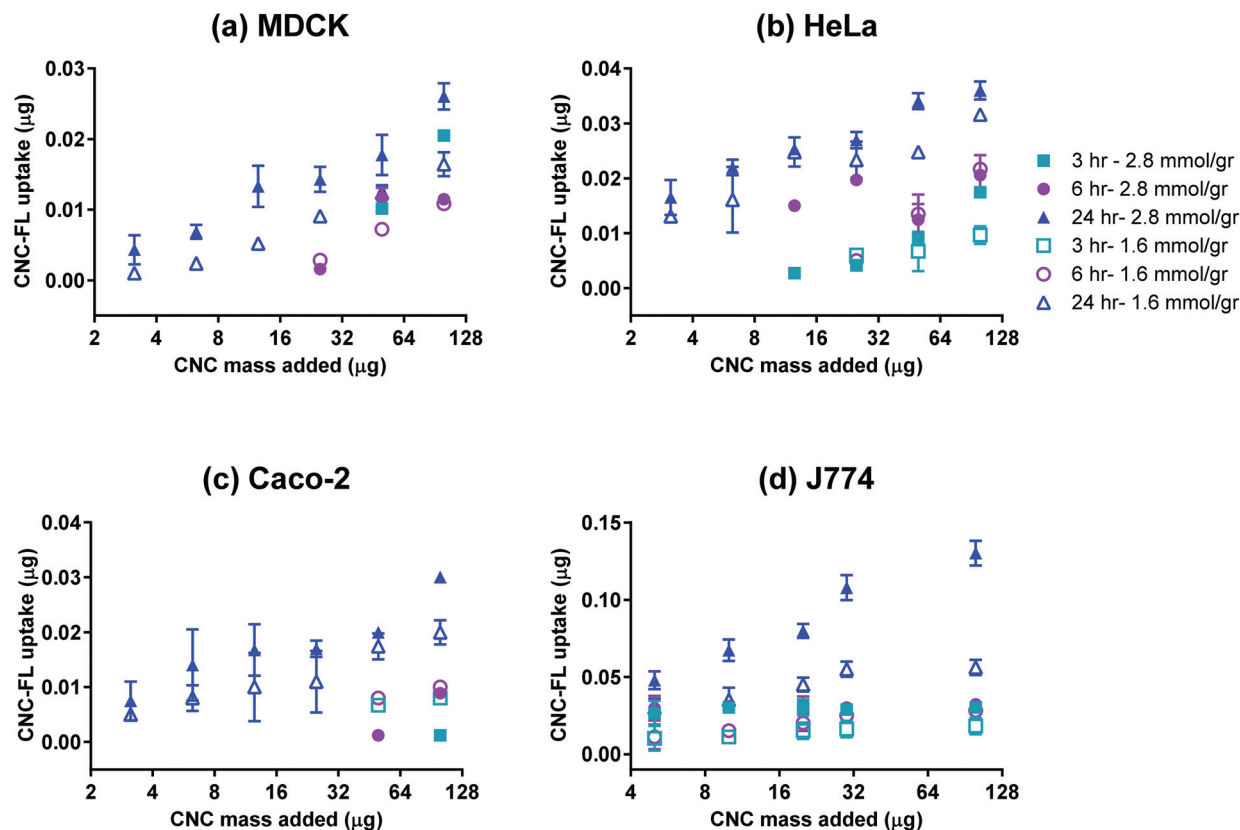 (a) MDCK
CNC-FL uptake (µg)
0.03
0.02
0.01
0.00
2 4 8 16 32 64 128
CNC mass added (µg)
(b) HeLa
CNC-FL uptake (µg)
0.04
0.03
0.02
0.01
0.00
2 4 8 16 32 64 128
CNC mass added (µg)
3 hr - 2.8 mmol/gr
6 hr- 2.8 mmol/gr
24 hr- 2.8 mmol/gr
3 hr- 1.6 mmol/gr
6 hr- 1.6 mmol/gr
24 hr- 1.6 mmol/gr
(c) Caco-2
CNC-FL uptake (µg)
0.04
0.03
0.02
0.01
0.00
2 4 8 16 32 64 128
CNC mass added (µg)
(d) J774
CNC-FL uptake (µg)
0.15
0.10
0.05
0.00
4 8 16 32 64 128
CNC mass added (µg)